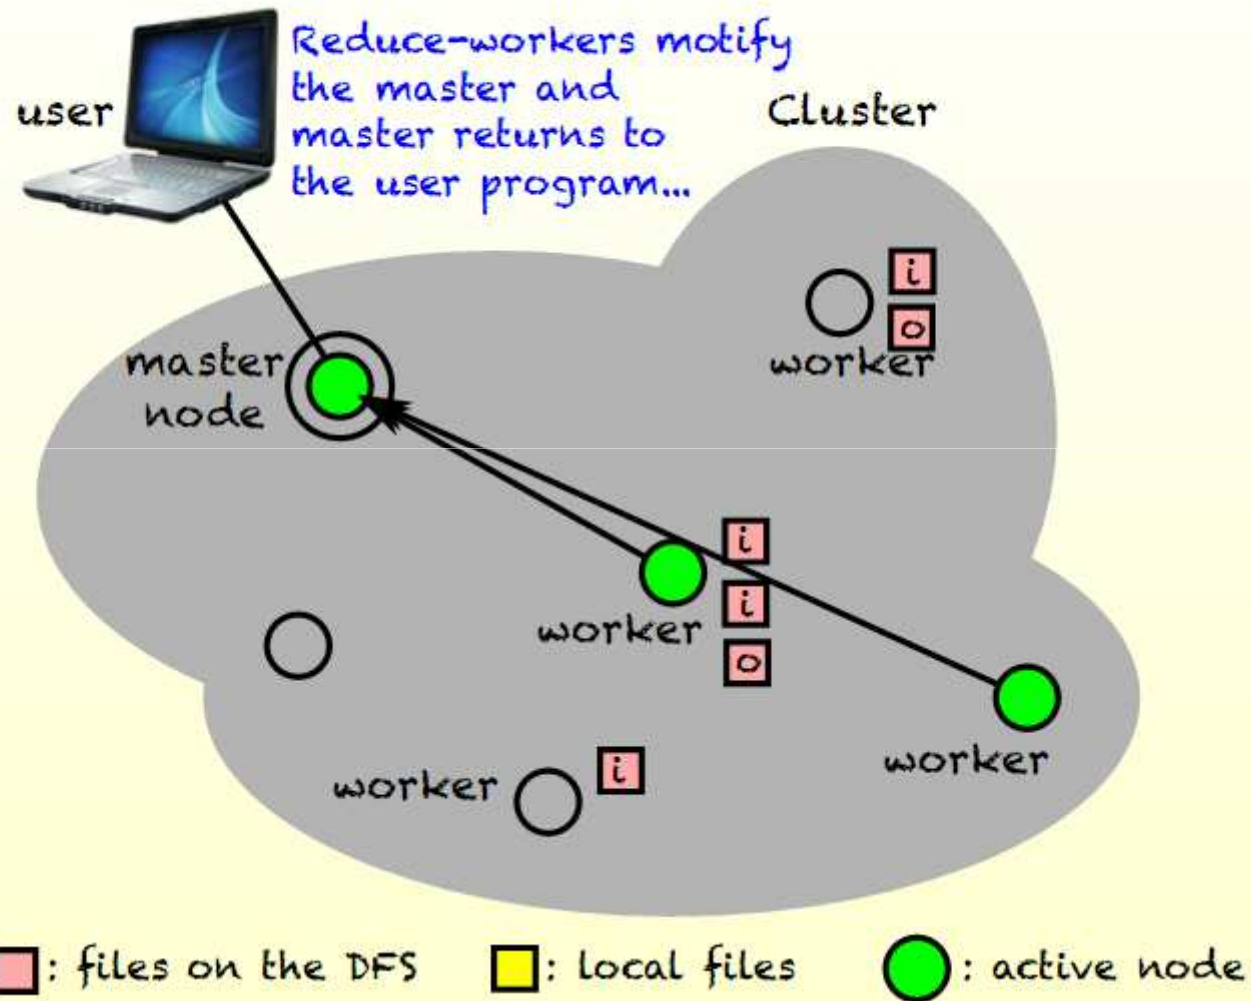 user
Reduce-workers motify
the master and
master returns to
the user program...
Cluster
i
o
worker
master
node
i
i
o
worker
worker
i
worker
: files on the DFS
: local files
: active node